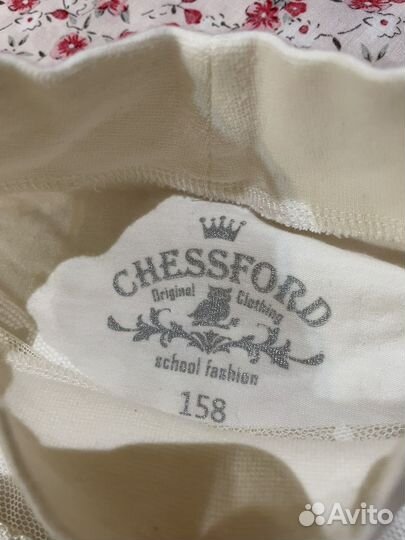 CHESSFORD
Original Clothing
school fashion
158
Avito